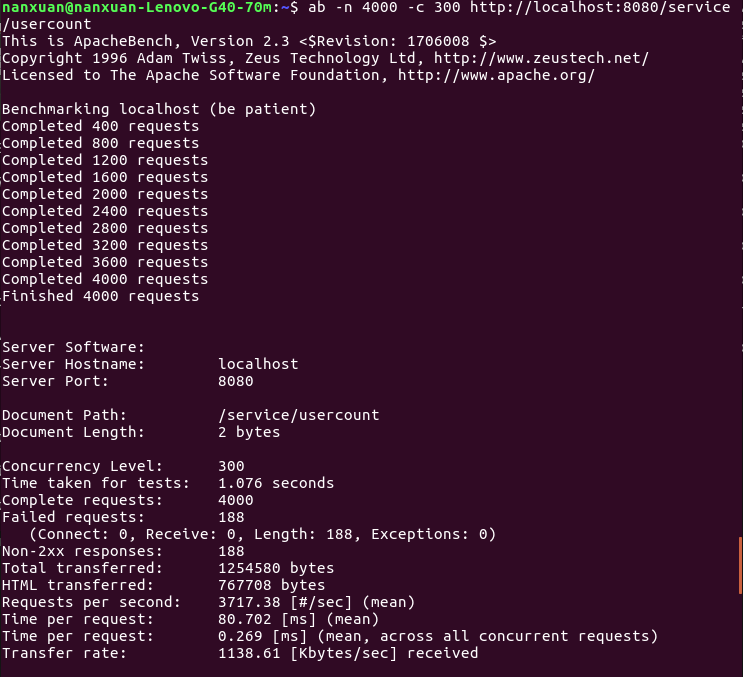 nanxuan@nanxuan-Lenovo-G40-70m:~$ ab -n 4000 -c 300 http://localhost:8080/service
/usercount
This is ApacheBench, Version 2.3 <$Revision: 1706008 $>
Copyright 1996 Adam Twiss, Zeus Technology Ltd, http://www.zeustech.net/
Licensed to The Apache Software Foundation, http://www.apache.org/

Benchmarking localhost (be patient)
Completed 400 requests
Completed 800 requests
Completed 1200 requests
Completed 1600 requests
Completed 2000 requests
Completed 2400 requests
Completed 2800 requests
Completed 3200 requests
Completed 3600 requests
Completed 4000 requests
Finished 4000 requests


Server Software:
Server Hostname:        localhost
Server Port:            8080

Document Path:          /service/usercount
Document Length:        2 bytes

Concurrency Level:      300
Time taken for tests:   1.076 seconds
Complete requests:      4000
Failed requests:        188
   (Connect: 0, Receive: 0, Length: 188, Exceptions: 0)
Non-2xx responses:      188
Total transferred:      1254580 bytes
HTML transferred:       767708 bytes
Requests per second:    3717.38 [#/sec] (mean)
Time per request:       80.702 [ms] (mean)
Time per request:       0.269 [ms] (mean, across all concurrent requests)
Transfer rate:          1138.61 [Kbytes/sec] received